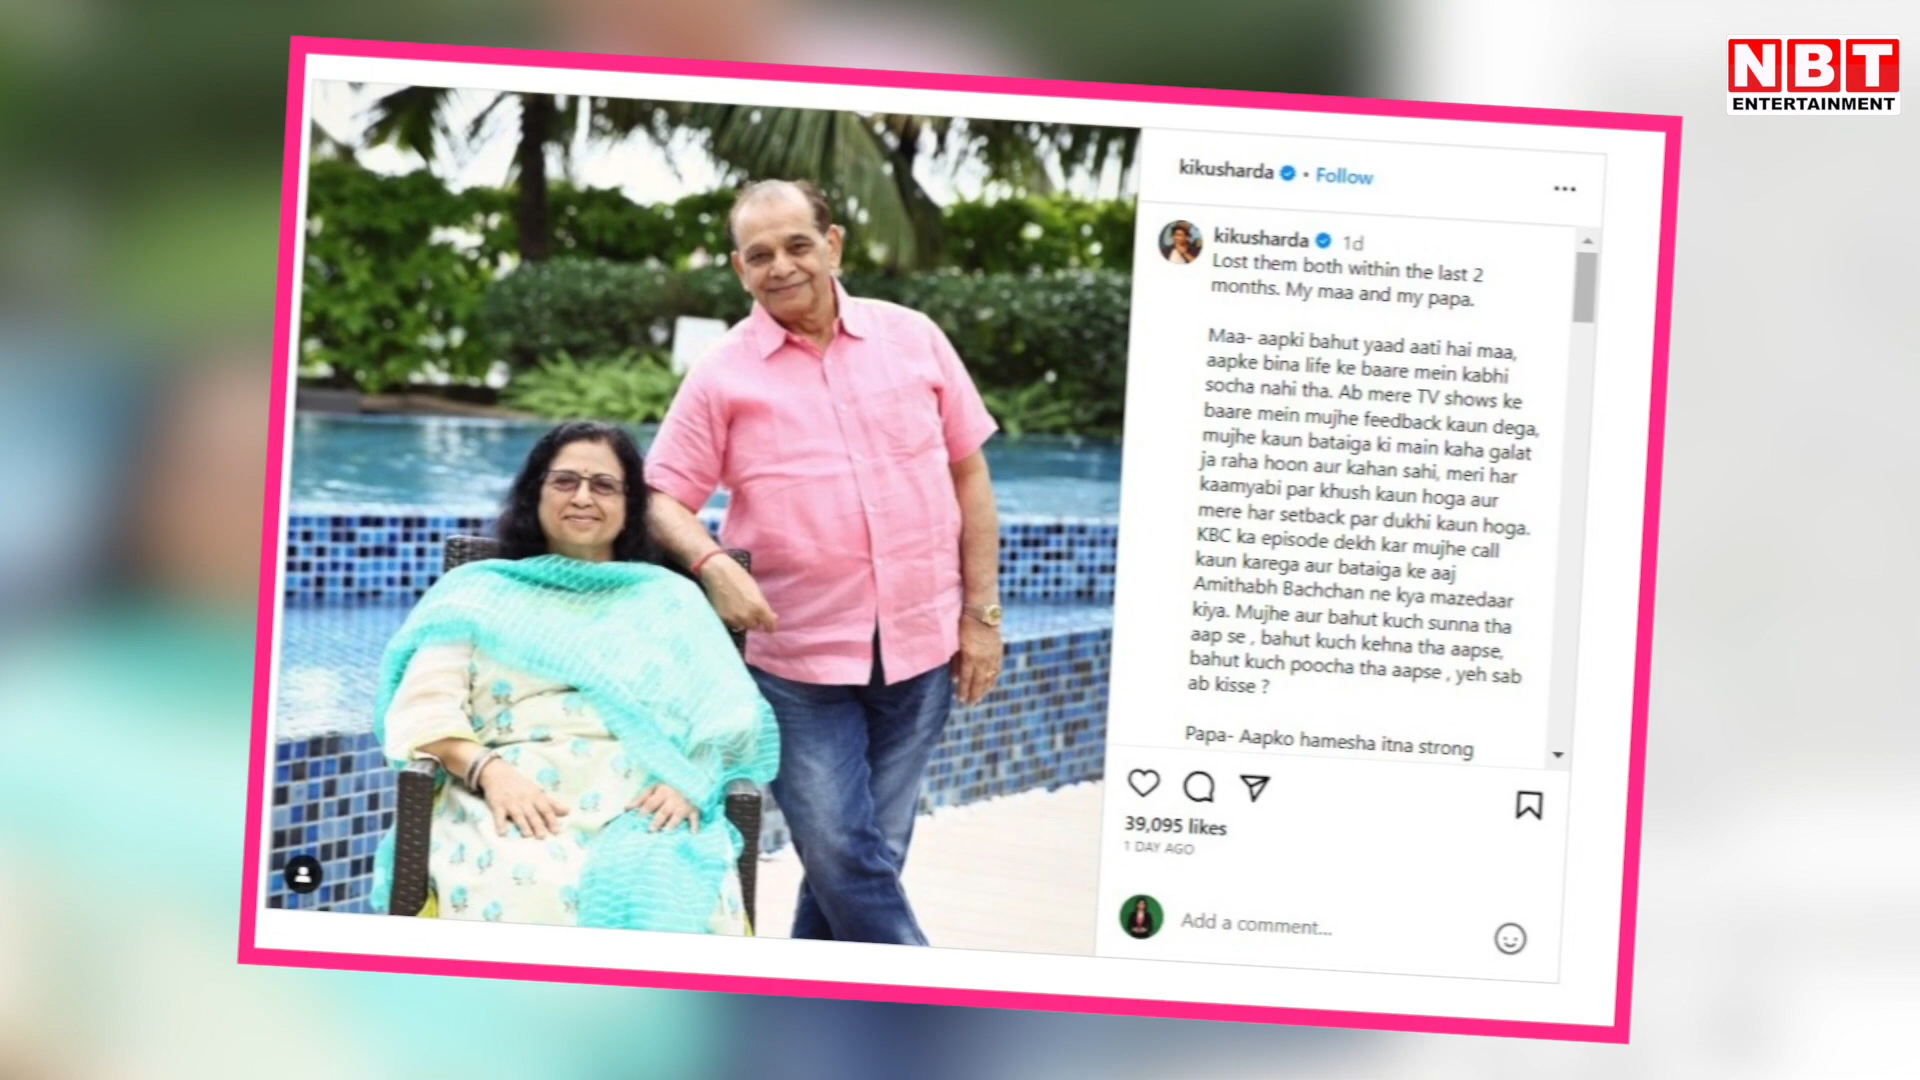 NBT
ENTERTAINMENT
kikusharda • Follow
kikusharda 1d
Lost them both within the last 2
months. My maa and my papa.
Maa- aapki bahut yaad aati hai maa,
aapke bina life ke baare mein kabhi
socha nahi tha. Ab mere TV shows ke
baare mein mujhe feedback kaun dega,
mujhe kaun bataiga ki main kaha galat
ja raha hoon aur kahan sahi, meri har
kaamyabi par khush kaun hoga aur
mere har setback par dukhi kaun hoga.
KBC ka episode dekh kar mujhe call
kaun karega aur bataiga ke aaj
Amithabh Bachchan ne kya mazedaar
kiya. Mujhe aur bahut kuch sunna tha
aap se , bahut kuch kehna tha aapse,
bahut kuch poocha tha aapse , yeh sab
ab kisse ?
Papa- Aapko hamesha itna strong
39,095 likes
1 DAY AGO
Add a comment...